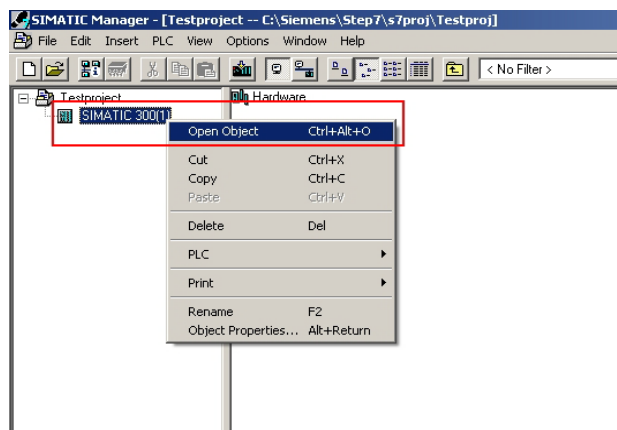 SIMATIC Manager - [Testproject -- C:\Siemens\Step7\s7proj\Testproj]
File Edit Insert PLC View Options Window Help
< No Filter >
Testproject
Hardware
SIMATIC 300(1)
Open Object Ctrl+Alt+O
Cut Ctrl+X
Copy Ctrl+C
Paste Ctrl+V
Delete Del
PLC
Print
Rename F2
Object Properties... Alt+Return